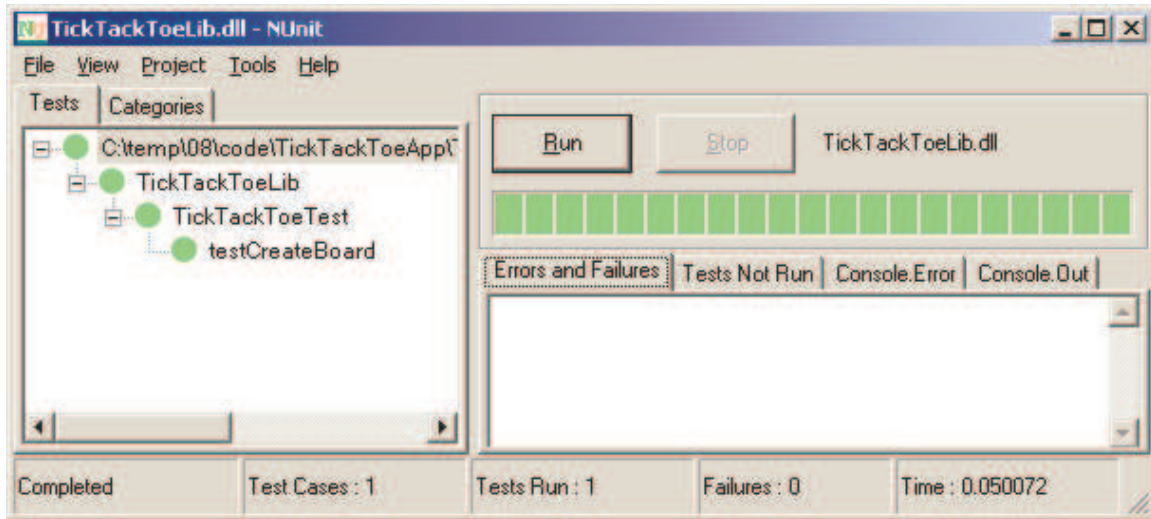 TickTackToeLib.dll - NUnit
File View Project Tools Help
Tests Categories
C:\temp\08\code\TickTackToeApp\T
TickTackToeLib
TickTackToeTest
testCreateBoard
Run Stop TickTackToeLib.dll
Errors and Failures Tests Not Run Console.Error Console.Out
Completed Test Cases : 1 Tests Run : 1 Failures : 0 Time : 0.050072